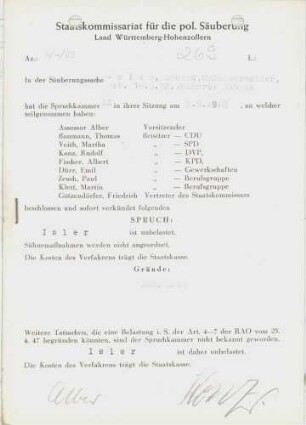 Staatskommissariat für die pol. Säuberung
Land Württemberg-Hohenzollern
Az.: 263 L:
In der Säuberungssache
hat die Spruchkammer in ihrer Sitzung am zu welcher
teilgenommen haben:
Assessor Alber Vorsitzender
Baumann, Thomas Beisitzer — CDU
Veith, Martha „ — SPD
Kanz, Rudolf „ — DVP,
Fischer, Albert „ — KPD,
Dürr, Emil „ — Gewerkschaften
Zeuch, Paul „ — Berufsgruppe
Kleit, Martin „ — Berufsgruppe
Götzendörfer, Friedrich Vertreter des Staatskommissars
beschlossen und sofort verkündet folgenden
SPRUCH:
Isler ist unbelastet.
Sühnemaßnahmen werden nicht angeordnet.
Die Kosten des Verfahrens trägt die Staatskasse.
Gründe:
Weitere Tatsachen, die eine Belastung i. S. der Art. 4—7 der RAO vom 25.
4. 47 begründen könnten, sind der Spruchkammer nicht bekannt geworden.
Isler ist daher unbelastet.
Die Kosten des Verfahrens trägt die Staatskasse.
Alber